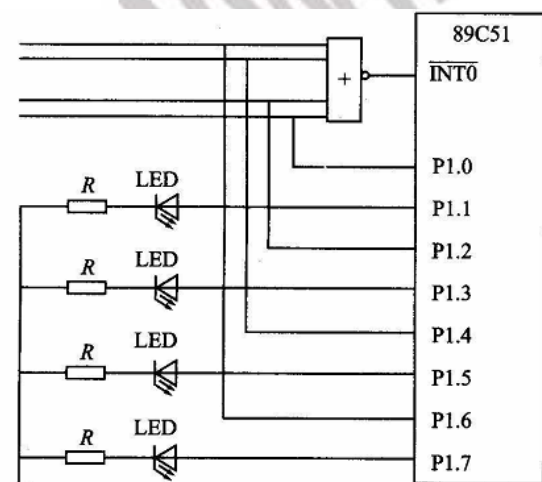 89C51
+
INT0
P1.0
R LED
P1.1
P1.2
R LED
P1.3
P1.4
R LED
P1.5
P1.6
R LED
P1.7